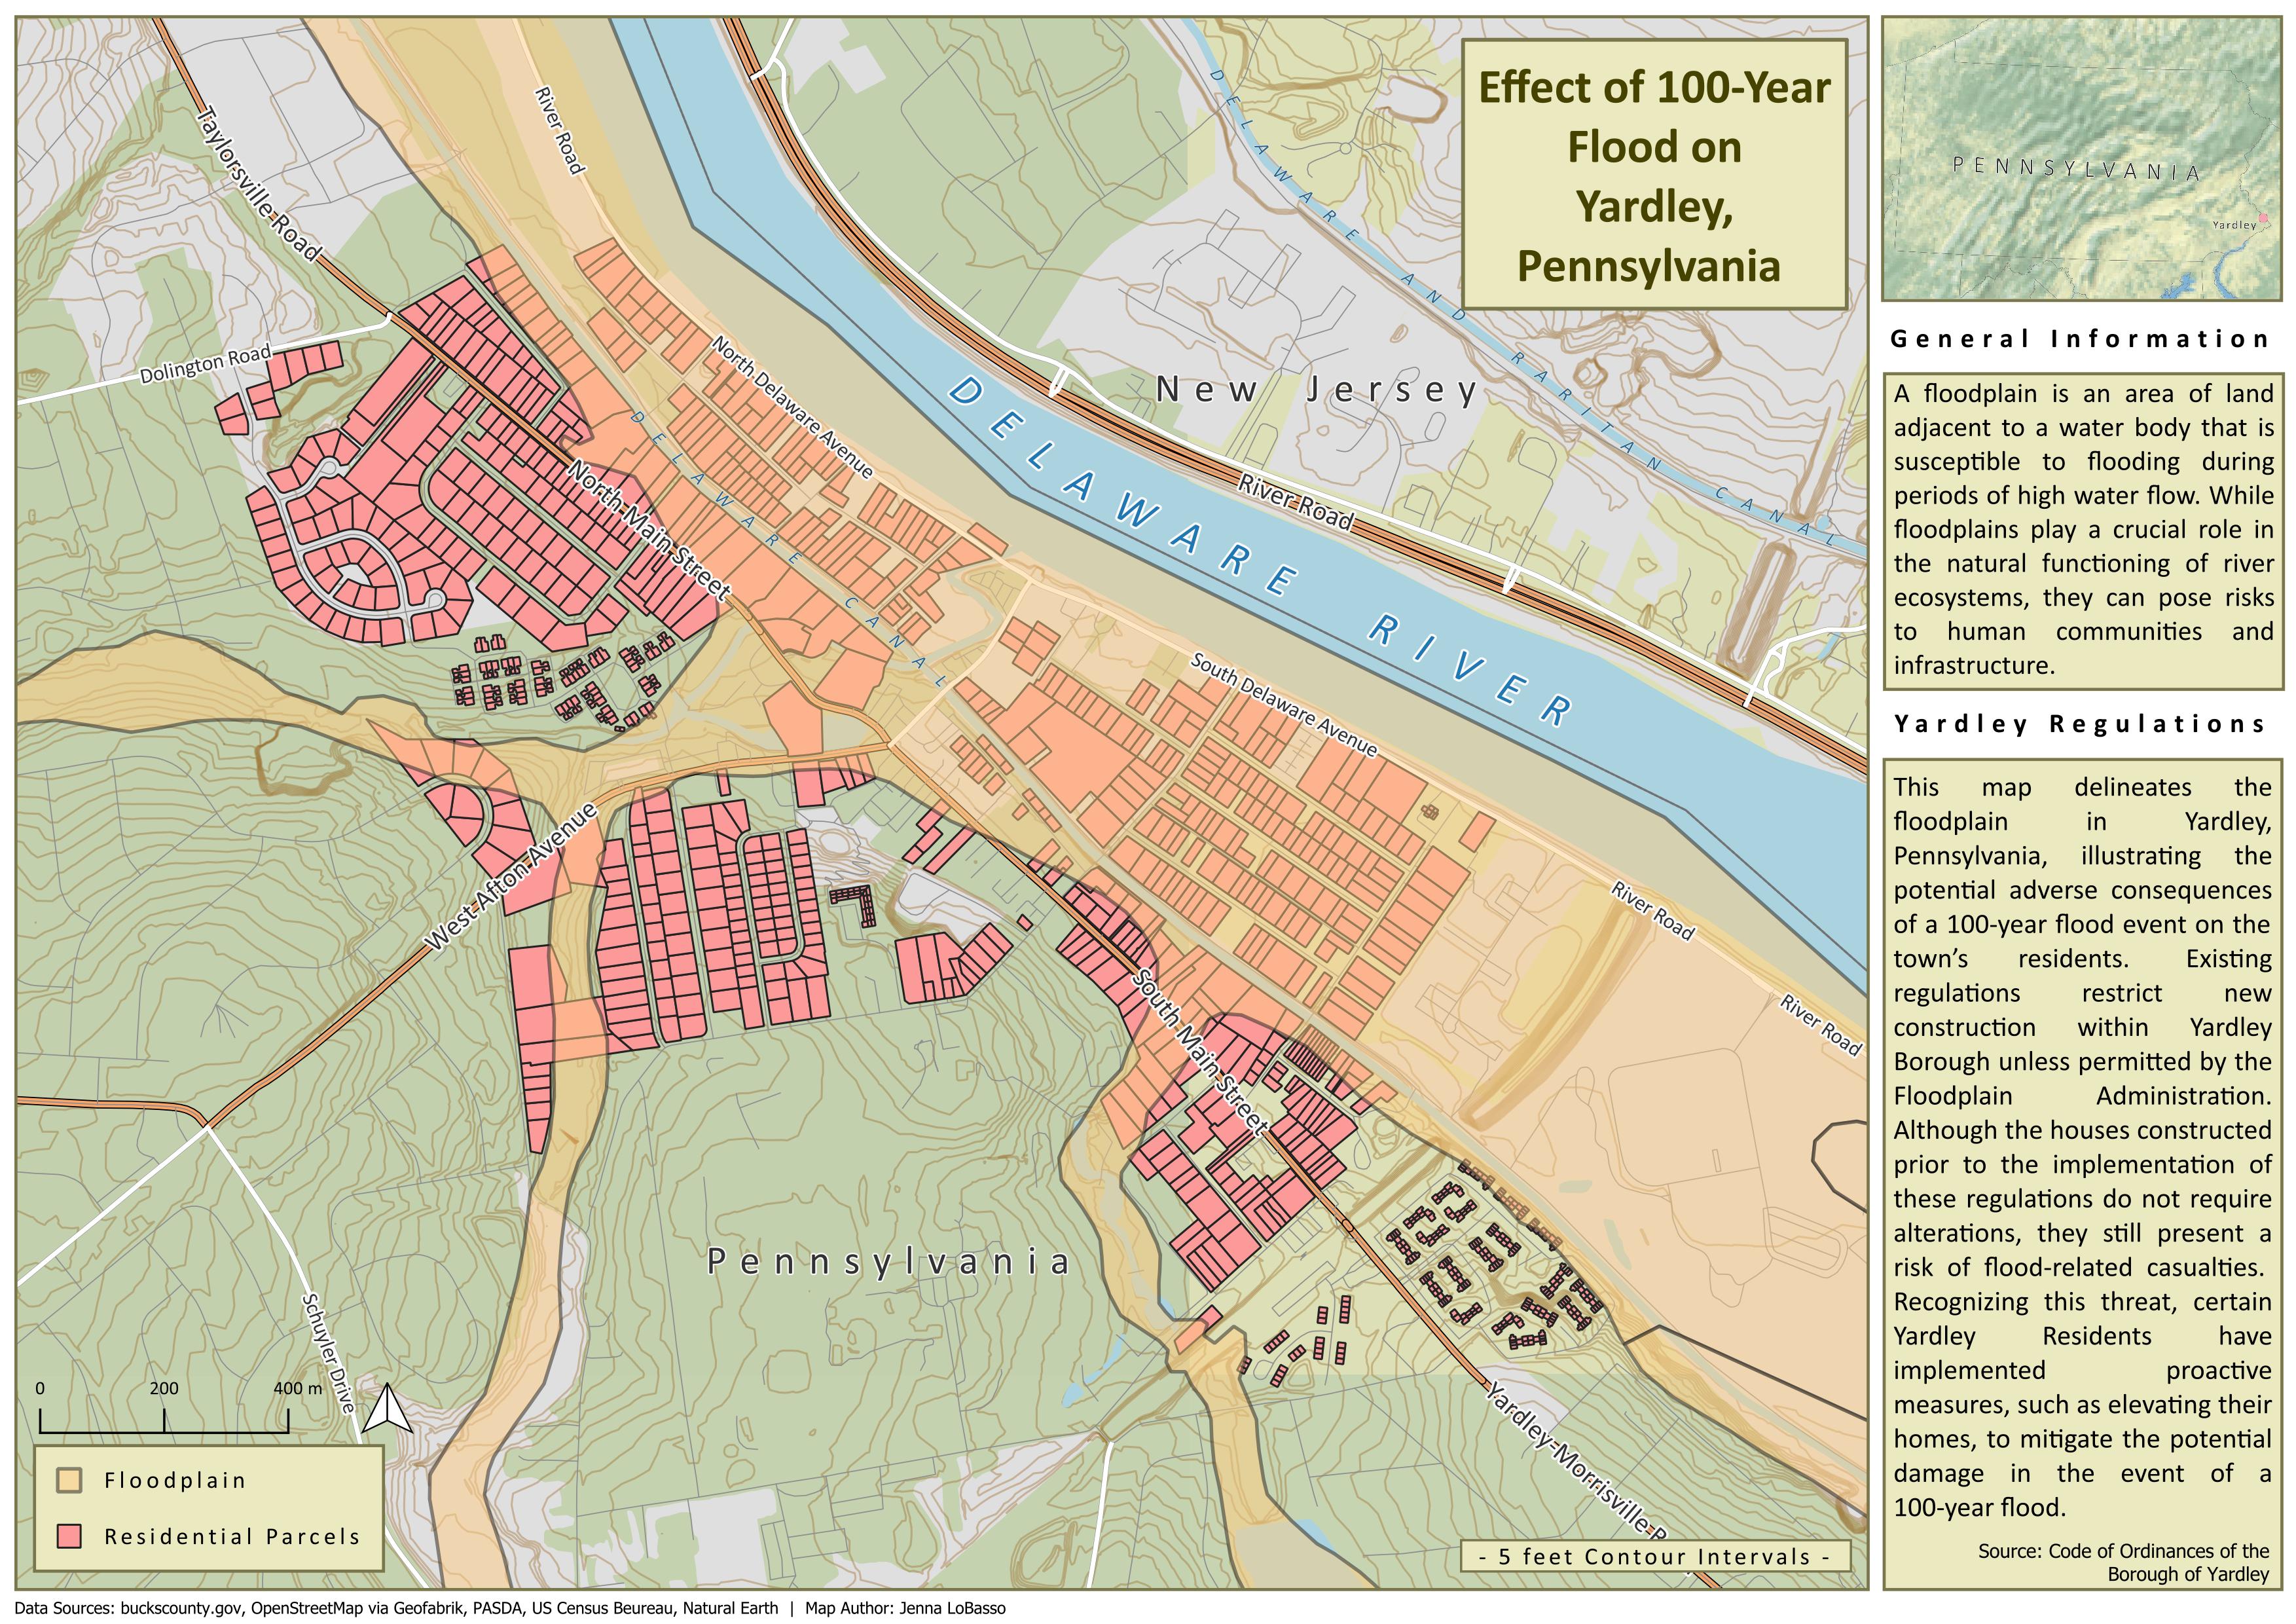 Effect of 100-Year
Flood on
Yardley,
Pennsylvania
River Road
Taylorsville Road
Dolington Road
North Delaware Avenue
North Main Street
DELAWARE CANAL
DELAWARE AND RARITAN CANAL
New Jersey
DELAWARE RIVER
River Road
South Delaware Avenue
West Afton Avenue
River Road
River Road
South Main Street
Pennsylvania
Schuyler Drive
Yardley-Morrisville R
0 200 400 m
Floodplain
Residential Parcels
- 5 feet Contour Intervals -
PENNSYLVANIA
Yardley
General Information
A floodplain is an area of land
adjacent to a water body that is
susceptible to flooding during
periods of high water flow. While
floodplains play a crucial role in
the natural functioning of river
ecosystems, they can pose risks
to human communities and
infrastructure.
Yardley Regulations
This map delineates the
floodplain in Yardley,
Pennsylvania, illustrating the
potential adverse consequences
of a 100-year flood event on the
town's residents. Existing
regulations restrict new
construction within Yardley
Borough unless permitted by the
Floodplain Administration.
Although the houses constructed
prior to the implementation of
these regulations do not require
alterations, they still present a
risk of flood-related casualties.
Recognizing this threat, certain
Yardley Residents have
implemented proactive
measures, such as elevating their
homes, to mitigate the potential
damage in the event of a
100-year flood.
Source: Code of Ordinances of the
Borough of Yardley
Data Sources: buckscounty.gov, OpenStreetMap via Geofabrik, PASDA, US Census Beureau, Natural Earth | Map Author: Jenna LoBasso